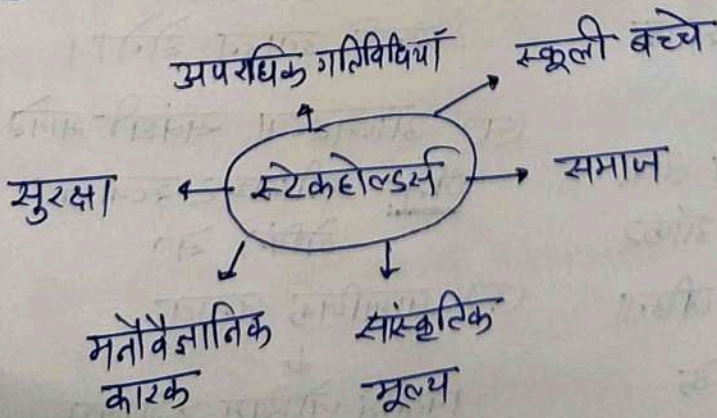 अपराधिक गतिविधियाँ
स्कूली बच्चे
सुरक्षा
स्टेकहोल्डर्स
समाज
मनौवैज्ञानिक
कारक
सांस्कृतिक
मूल्य